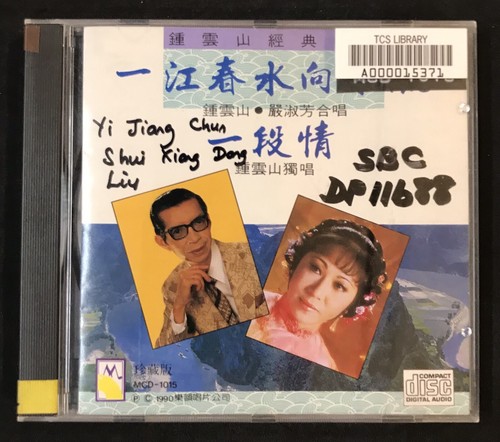 鍾雲山經典
TCS LIBRARY
A000015371
一江春水向
鍾雲山•嚴淑芳合唱
Yi Jiang Chun
Shui Xiang Dong
Liu
一段情
鍾雲山獨唱
SBC
DP11688
M
珍藏版
MCD-1015
℗ © 1990樂韻唱片公司
COMPACT
disc
DIGITAL AUDIO